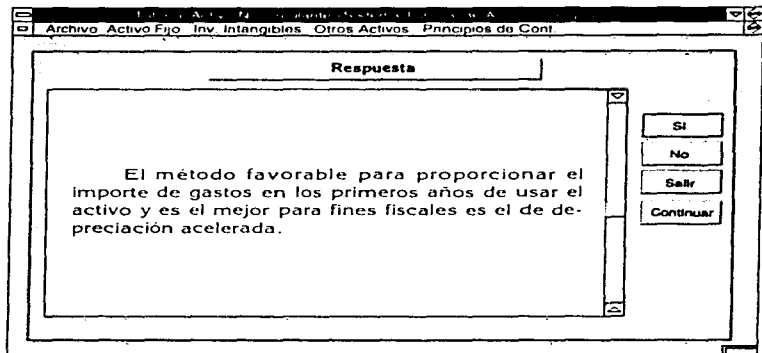 Archivo Activo Fijo Inv. Intangibles Otros Activos Principios de Cont.
Respuesta
El método favorable para proporcionar el
importe de gastos en los primeros años de usar el
activo y es el mejor para fines fiscales es el de de-
preciación acelerada.
Si
No
Salir
Continuar